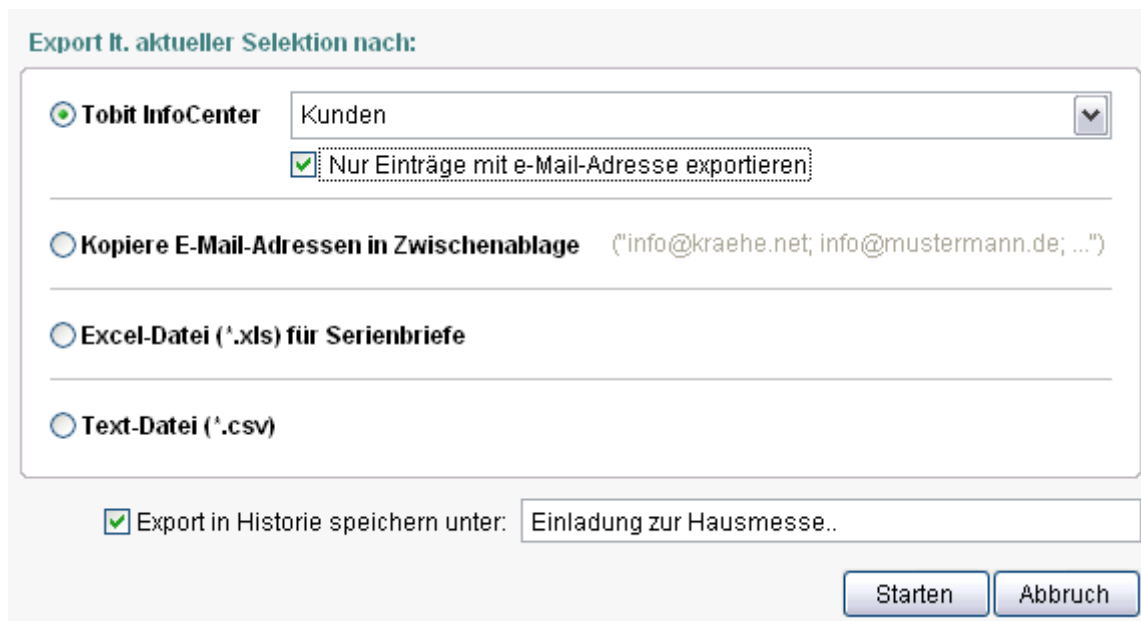 Export lt. aktueller Selektion nach:
Tobit InfoCenter Kunden
Nur Einträge mit e-Mail-Adresse exportieren
Kopiere E-Mail-Adressen in Zwischenablage ("info@kraehe.net; info@mustermann.de; ...")
Excel-Datei (*.xls) für Serienbriefe
Text-Datei (*.csv)
Export in Historie speichern unter: Einladung zur Hausmesse..
Starten Abbruch